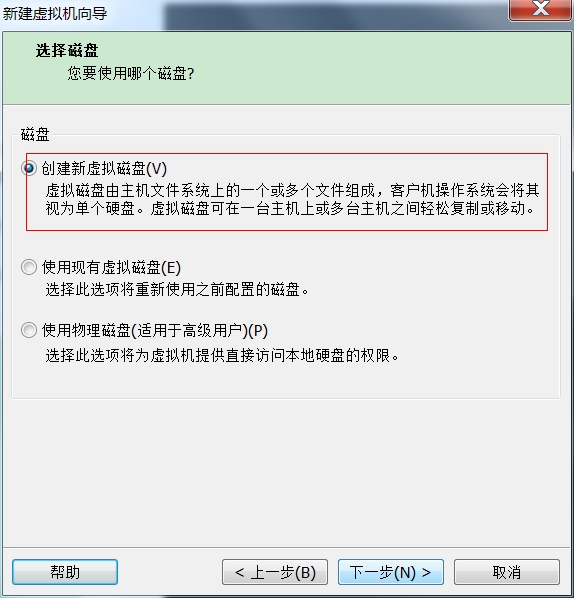 新建虚拟机向导
选择磁盘
您要使用哪个磁盘?
磁盘
创建新虚拟磁盘(V)
虚拟磁盘由主机文件系统上的一个或多个文件组成，客户机操作系统会将其
视为单个硬盘。虚拟磁盘可在一台主机上或多台主机之间轻松复制或移动。
使用现有虚拟磁盘(E)
选择此选项将重新使用之前配置的磁盘。
使用物理磁盘(适用于高级用户)(P)
选择此选项将为虚拟机提供直接访问本地硬盘的权限。
帮助 < 上一步(B) 下一步(N) > 取消